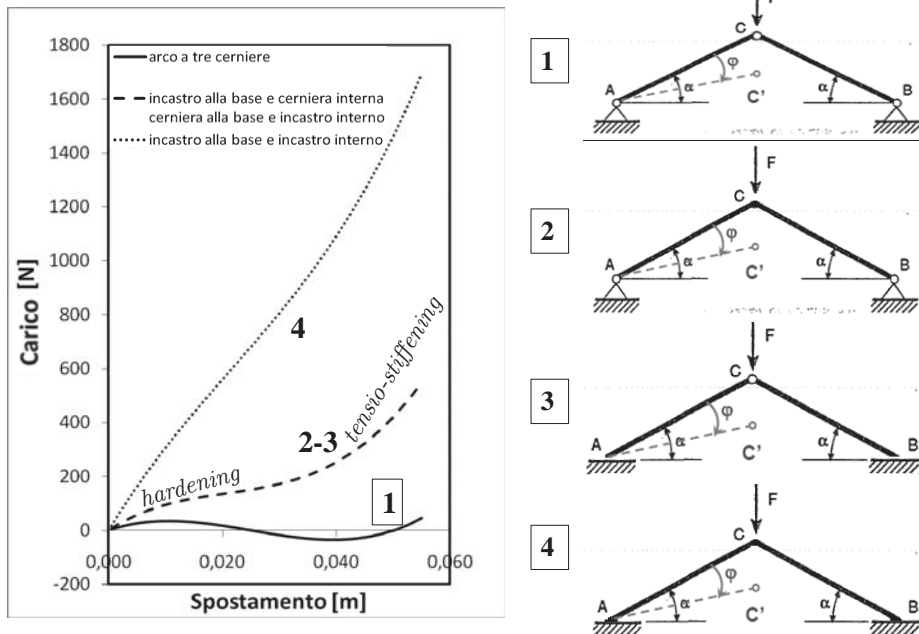 1800
1600
1400
1200
1000
800
600
400
200
0
-200
0,000
0,020
0,040
0,060
Carico [N]
Spostamento [m]
arco a tre cerniere
incastro alla base e cerniera interna
cerniera alla base e incastro interno
incastro alla base e incastro interno
4
2-3
tensio-stiffening
hardening
1
1
C
φ
A
α
C'
α
B
2
F
C
φ
A
α
C'
α
B
3
F
C
φ
A
α
C'
α
B
4
F
C
φ
A
α
C'
α
B